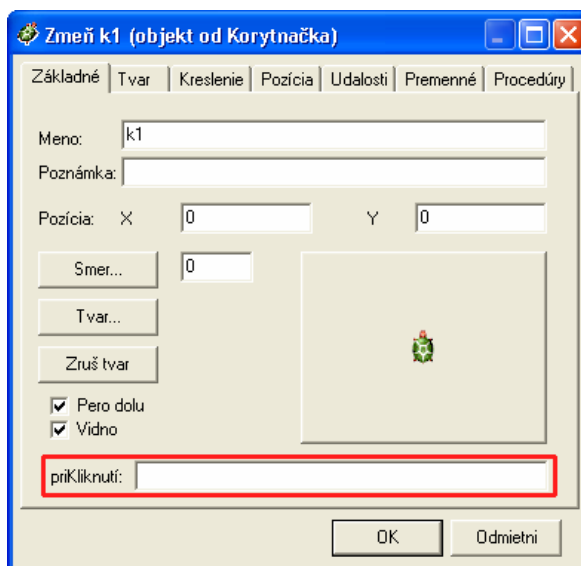 Zmeň k1 (objekt od Korytnačka)
Základné Tvar Kreslenie Pozícia Udalosti Premenné Procedúry
Meno: k1
Poznámka:
Pozícia: X 0 Y 0
Smer... 0
Tvar...
Zruš tvar
Pero dolu
Vidno
priKliknutí:
OK Odmietni